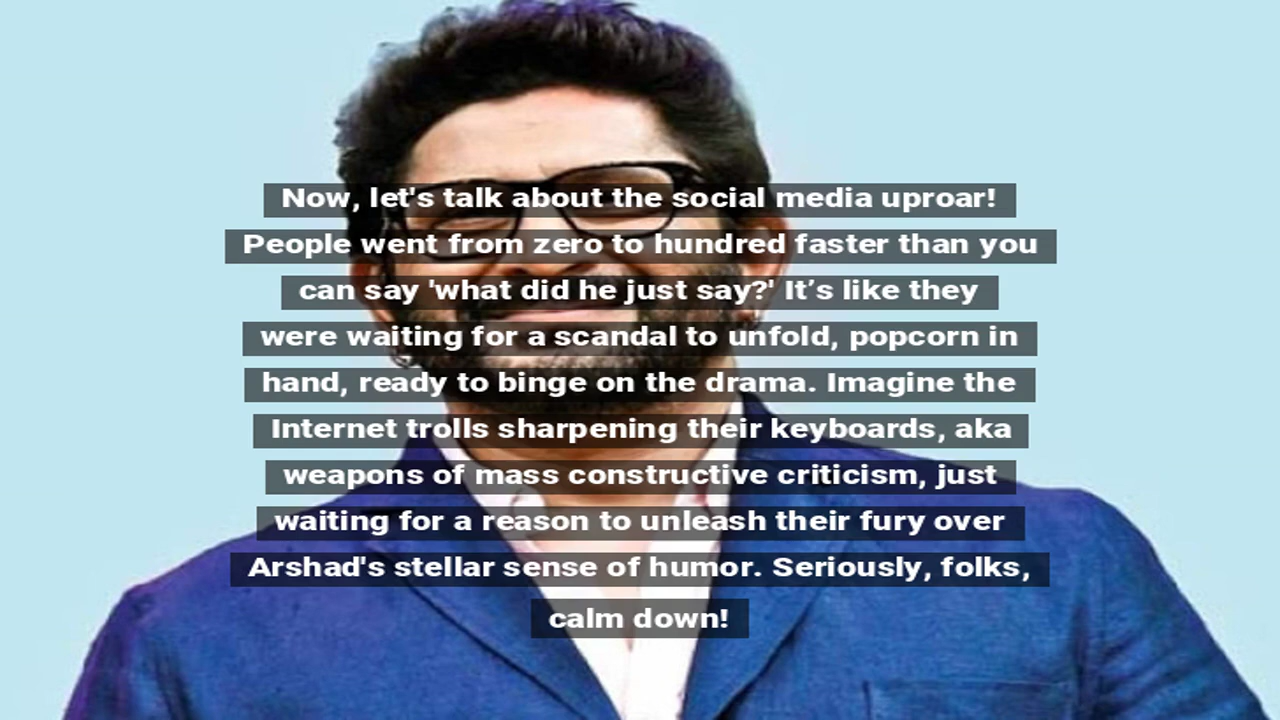 Now, let's talk about the social media uproar!
People went from zero to hundred faster than you
can say 'what did he just say?' It’s like they
were waiting for a scandal to unfold, popcorn in
hand, ready to binge on the drama. Imagine the
Internet trolls sharpening their keyboards, aka
weapons of mass constructive criticism, just
waiting for a reason to unleash their fury over
Arshad's stellar sense of humor. Seriously, folks,
calm down!